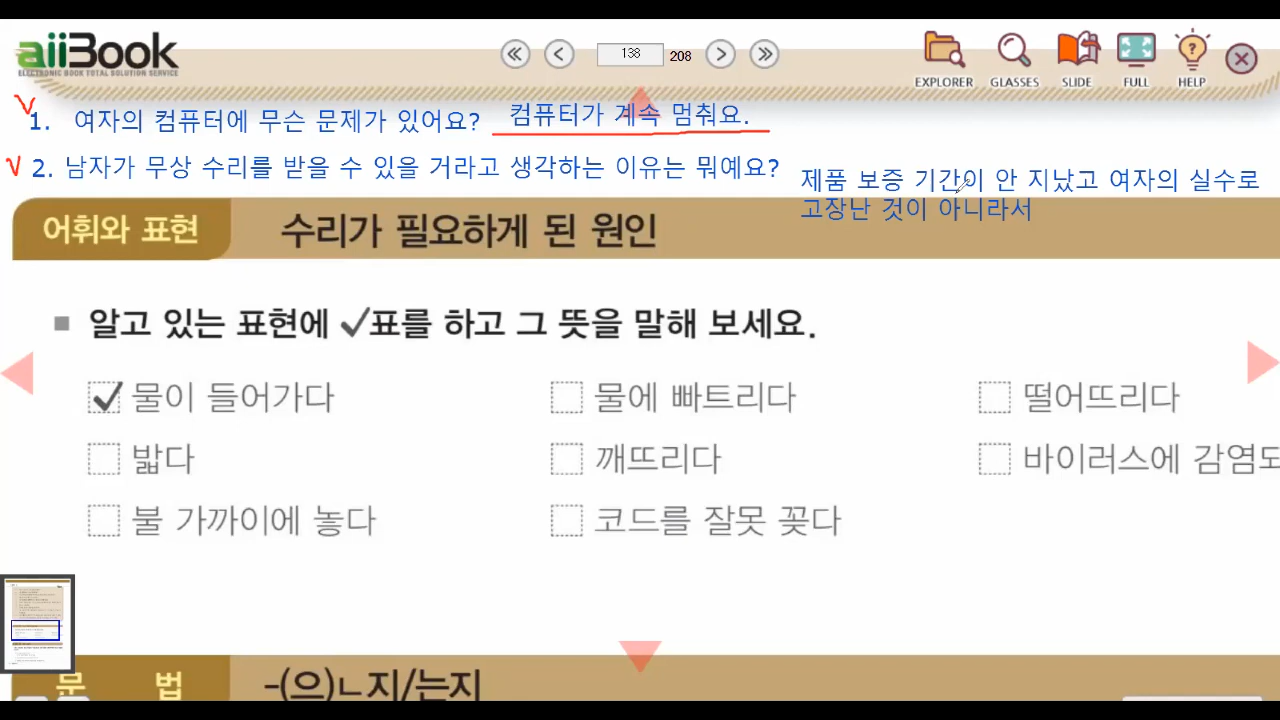 aiiBook
ELECTRONIC BOOK TOTAL SOLUTION SERVICE
138 208
EXPLORER GLASSES SLIDE FULL HELP
1. 여자의 컴퓨터에 무슨 문제가 있어요? 컴퓨터가 계속 멈춰요.
2. 남자가 무상 수리를 받을 수 있을 거라고 생각하는 이유는 뭐예요?
제품 보증 기간이 안 지났고 여자의 실수로
고장난 것이 아니라서
어휘와 표현 수리가 필요하게 된 원인
알고 있는 표현에 ✓표를 하고 그 뜻을 말해 보세요.
물이 들어가다 물에 빠트리다 떨어뜨리다
밟다 깨뜨리다 바이러스에 감염되
불 가까이에 놓다 코드를 잘못 꽂다
문 법 -(으)ㄴ지/는지